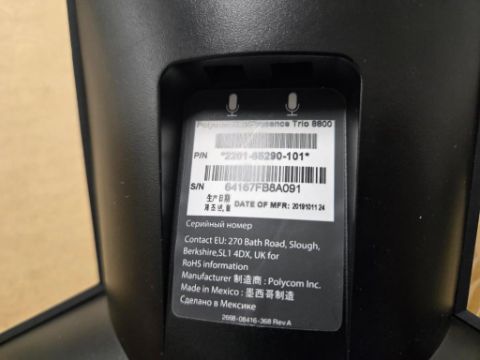 Polycom RealPresence Trio 8800
P/N *2201-65290-101*
S/N 64167FB8A091
生产日期
DATE OF MFR: 20191011 24
Серийный номер
Contact EU: 270 Bath Road, Slough,
Berkshire,SL1 4DX, UK for
RoHS information
Manufacturer 制造商 : Polycom Inc.
Made in Mexico : 墨西哥制造
Сделано в Мексике
2668-08416-368 Rev A